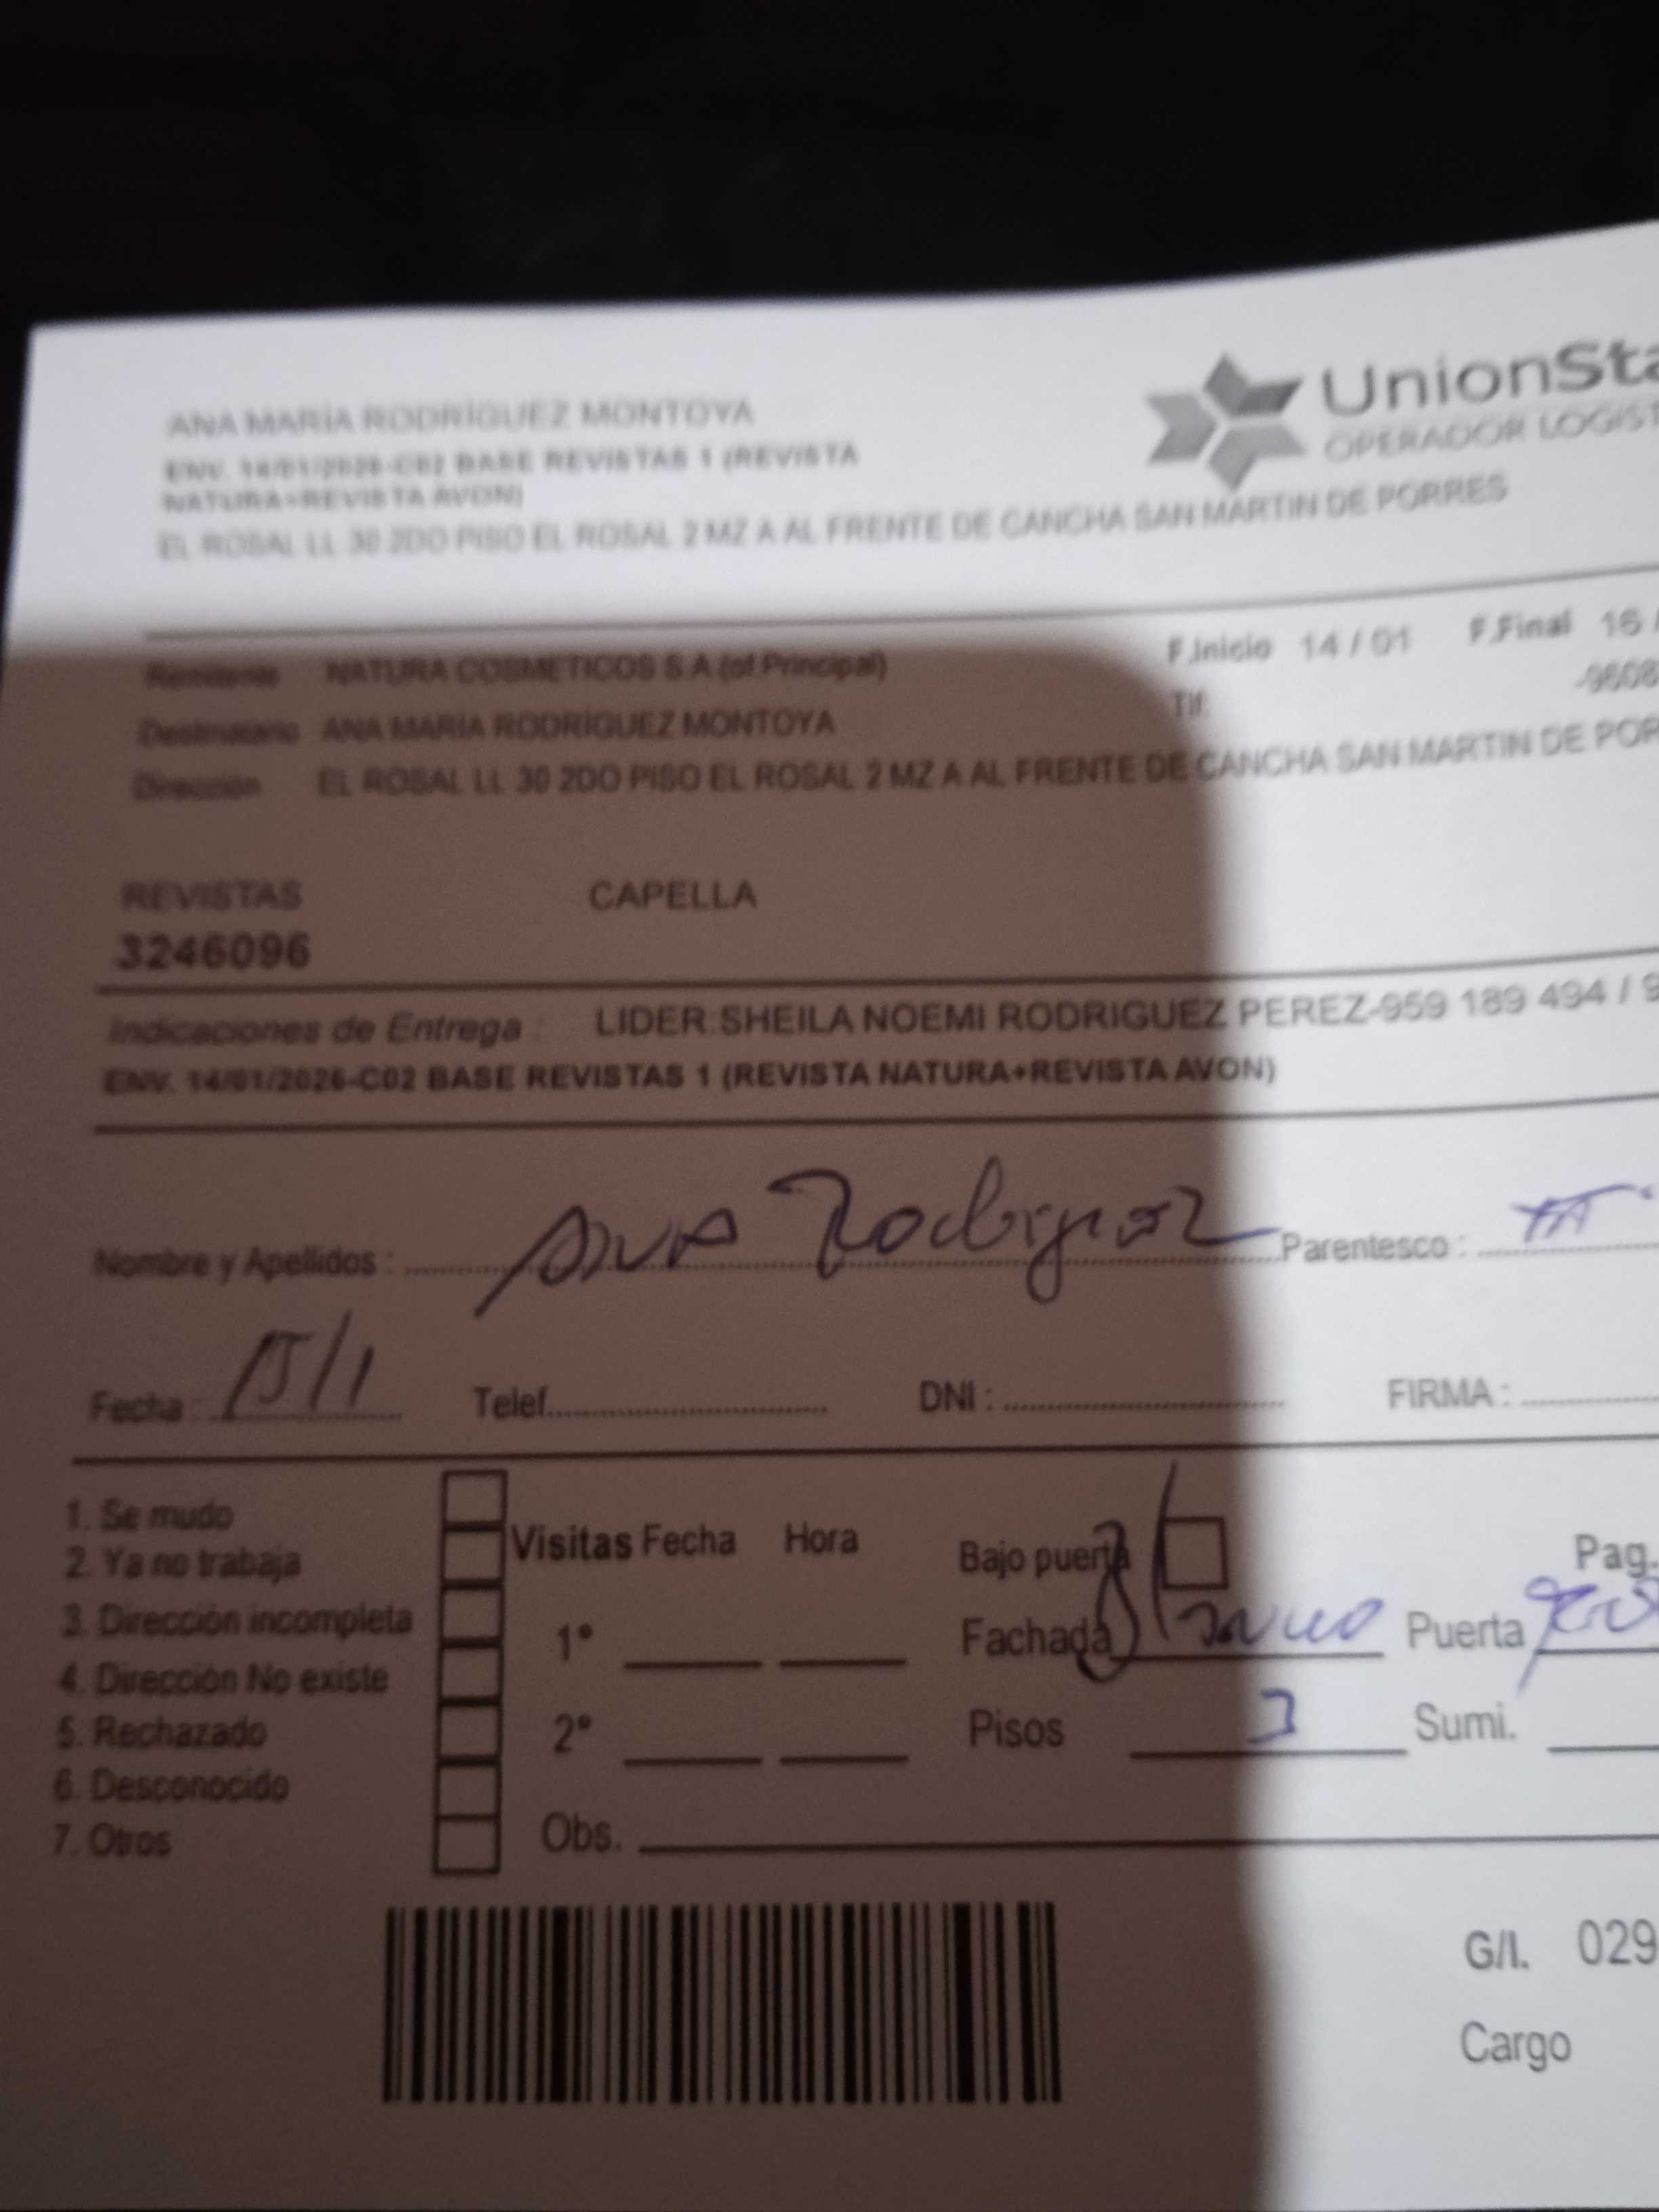 ANA MARÍA RODRÍGUEZ MONTOYA
UnionSta
ENV. 14/01/2026-C02 BASE REVISTAS 1 (REVISTA
OPERADOR LOGIST
NATURA+REVISTA AVON)
EL ROSAL LL 30 2DO PISO EL ROSAL 2 MZ A AL FRENTE DE CANCHA SAN MARTIN DE PORRES
Remitente NATURA COSMETICOS S.A (of.Principal) F.Inicio 14 / 01 F.Final 16 /
Tlf: -9608
Destinatario ANA MARÍA RODRÍGUEZ MONTOYA
Dirección EL ROSAL LL 30 2DO PISO EL ROSAL 2 MZ A AL FRENTE DE CANCHA SAN MARTIN DE POR
REVISTAS CAPELLA
3246096
Indicaciones de Entrega : LIDER:SHEILA NOEMI RODRIGUEZ PEREZ-959 189 494 / 9
ENV. 14/01/2026-C02 BASE REVISTAS 1 (REVISTA NATURA+REVISTA AVON)
Nombre y Apellidos : Ana Rodriguez Parentesco :
Fecha : 15/1 Telef. DNI : FIRMA :
1. Se mudo
2. Ya no trabaja
3. Dirección incompleta
4. Dirección No existe
5. Rechazado
6. Desconocido
7. Otros
Visitas Fecha Hora
1°
2°
Obs.
Bajo puerta Pag.
Fachada Puerta
Pisos 3 Sumi.
G/I. 029
Cargo